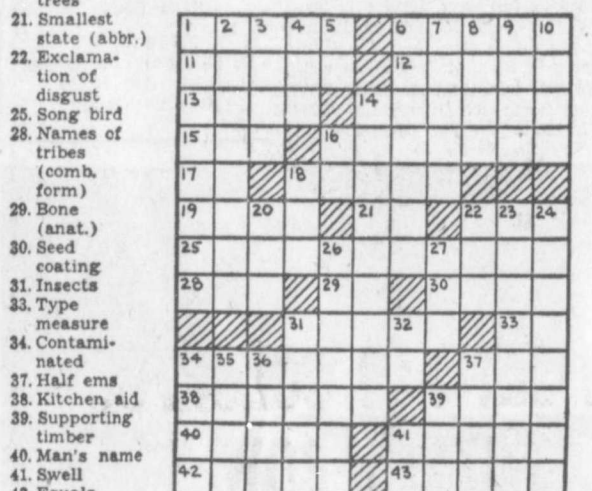 trees
21. Smallest
state (abbr.)
22. Exclama-
tion of
disgust
25. Song bird
28. Names of
tribes
(comb.
form)
29. Bone
(anat.)
30. Seed
coating
31. Insects
33. Type
measure
34. Contami-
nated
37. Half ems
38. Kitchen aid
39. Supporting
timber
40. Man's name
41. Swell
42. Equals
1 2 3 4 5 6 7 8 9 10
11 12
13 14
15 16
17 18
19 20 21 22 23 24
25 26 27
28 29 30
31 32 33
34 35 36 37
38 39
40 41
42 43